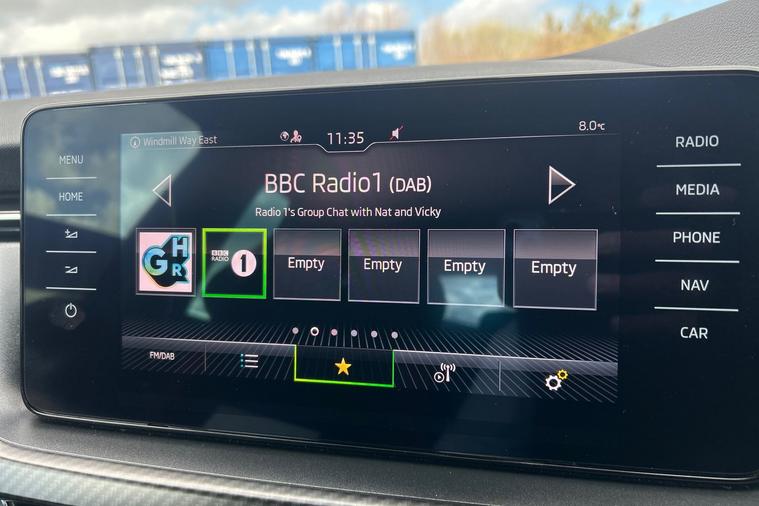 Windmill Way East
11:35
8.0°C
BBC Radio1 (DAB)
Radio 1's Group Chat with Nat and Vicky
GHR
BBC
RADIO
1
Empty
Empty
Empty
Empty
FM/DAB
MENU
HOME
RADIO
MEDIA
PHONE
NAV
CAR